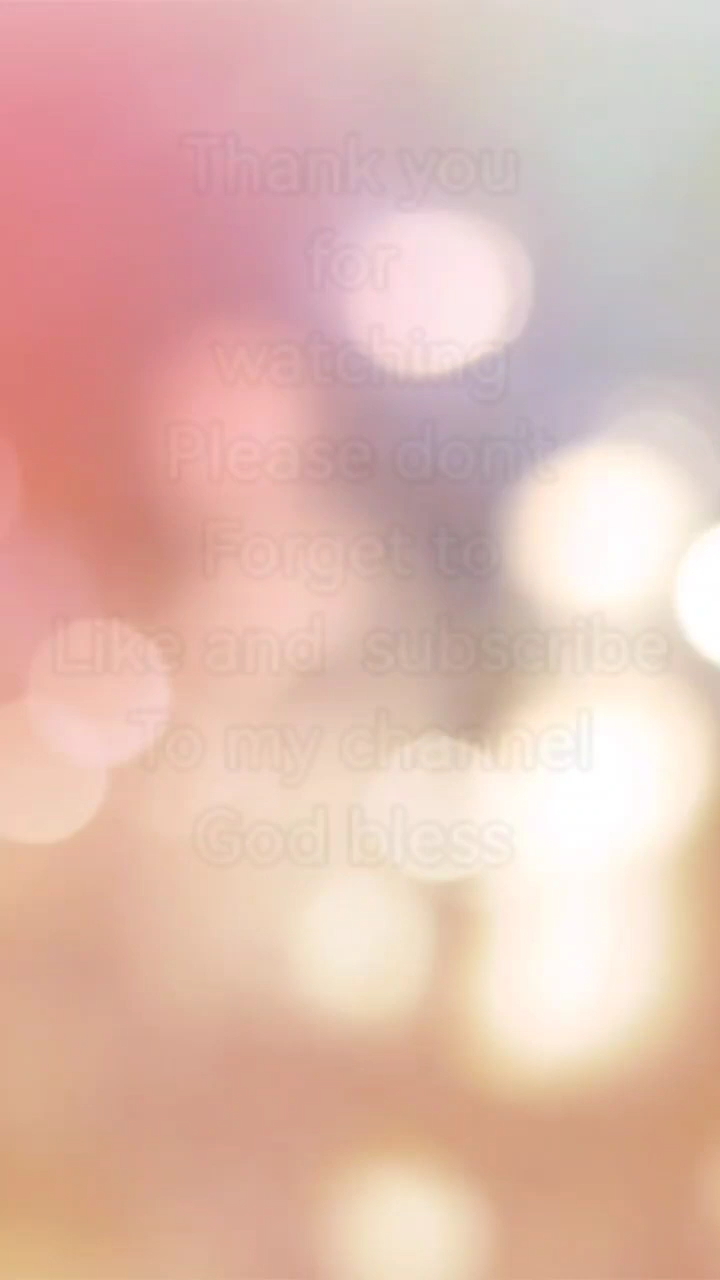 Thank you
for
watching
Please don't
Forget to
Like and subscribe
To my channel
God bless